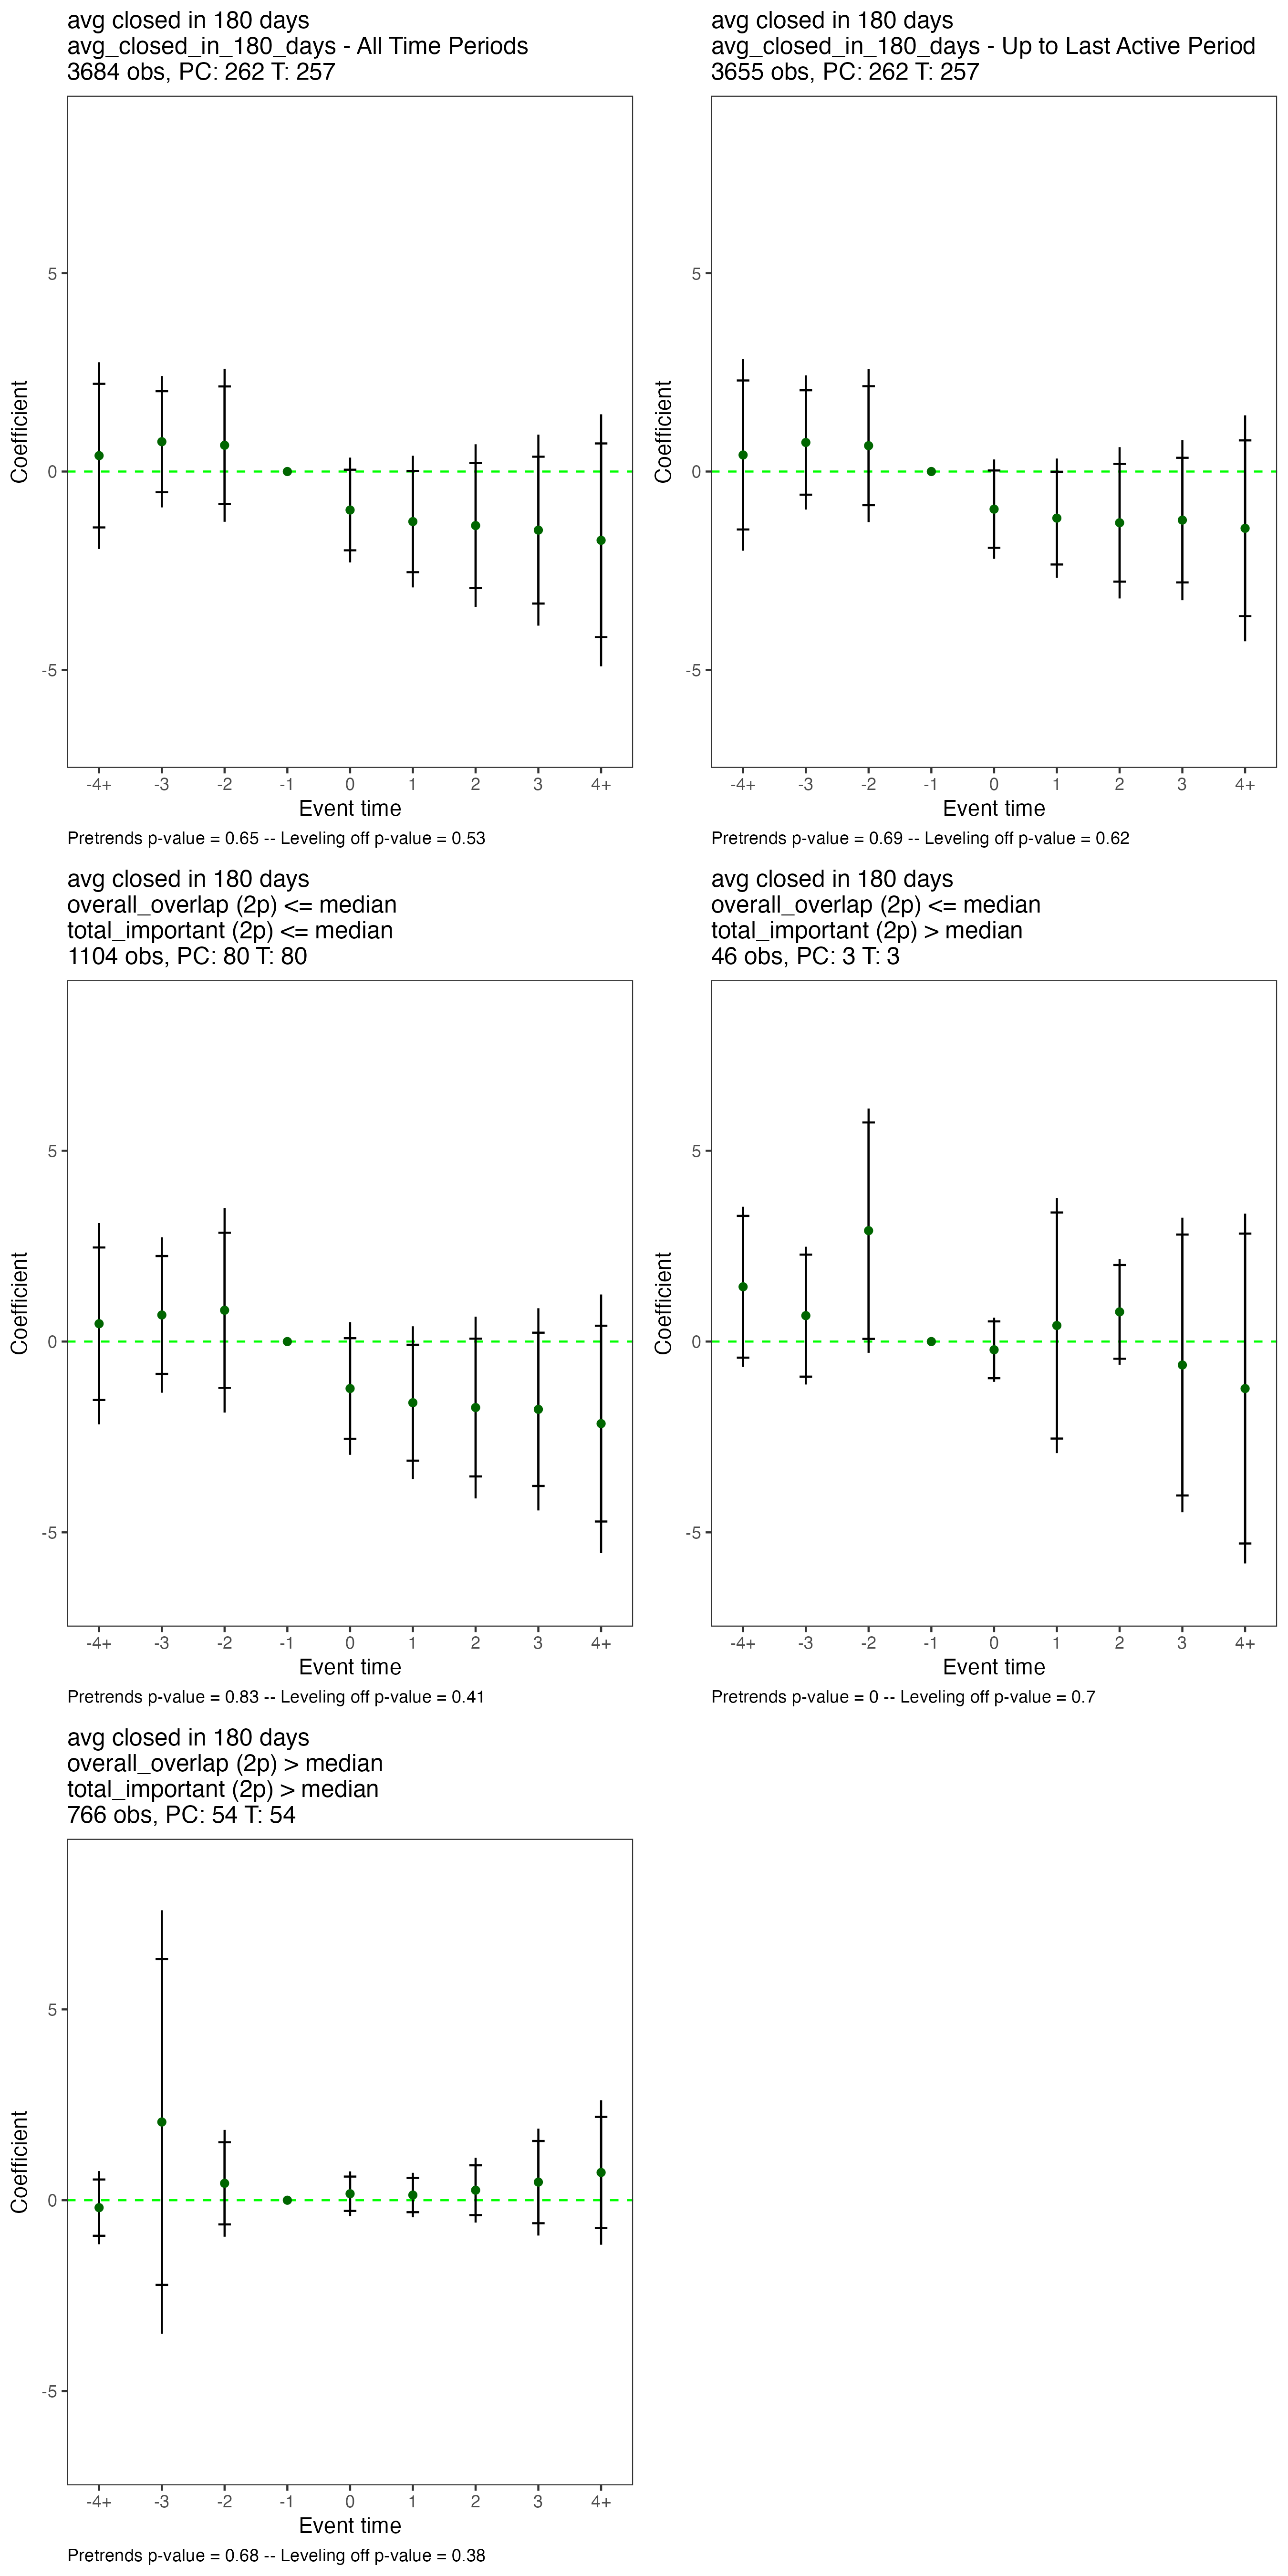 avg closed in 180 days
avg_closed_in_180_days - All Time Periods
3684 obs, PC: 262 T: 257
Coefficient
5
0
-5
-4+ -3 -2 -1 0 1 2 3 4+
Event time
Pretrends p-value = 0.65 -- Leveling off p-value = 0.53
avg closed in 180 days
avg_closed_in_180_days - Up to Last Active Period
3655 obs, PC: 262 T: 257
Coefficient
5
0
-5
-4+ -3 -2 -1 0 1 2 3 4+
Event time
Pretrends p-value = 0.69 -- Leveling off p-value = 0.62
avg closed in 180 days
overall_overlap (2p) <= median
total_important (2p) <= median
1104 obs, PC: 80 T: 80
Coefficient
5
0
-5
-4+ -3 -2 -1 0 1 2 3 4+
Event time
Pretrends p-value = 0.83 -- Leveling off p-value = 0.41
avg closed in 180 days
overall_overlap (2p) <= median
total_important (2p) > median
46 obs, PC: 3 T: 3
Coefficient
5
0
-5
-4+ -3 -2 -1 0 1 2 3 4+
Event time
Pretrends p-value = 0 -- Leveling off p-value = 0.7
avg closed in 180 days
overall_overlap (2p) > median
total_important (2p) > median
766 obs, PC: 54 T: 54
Coefficient
5
0
-5
-4+ -3 -2 -1 0 1 2 3 4+
Event time
Pretrends p-value = 0.68 -- Leveling off p-value = 0.38